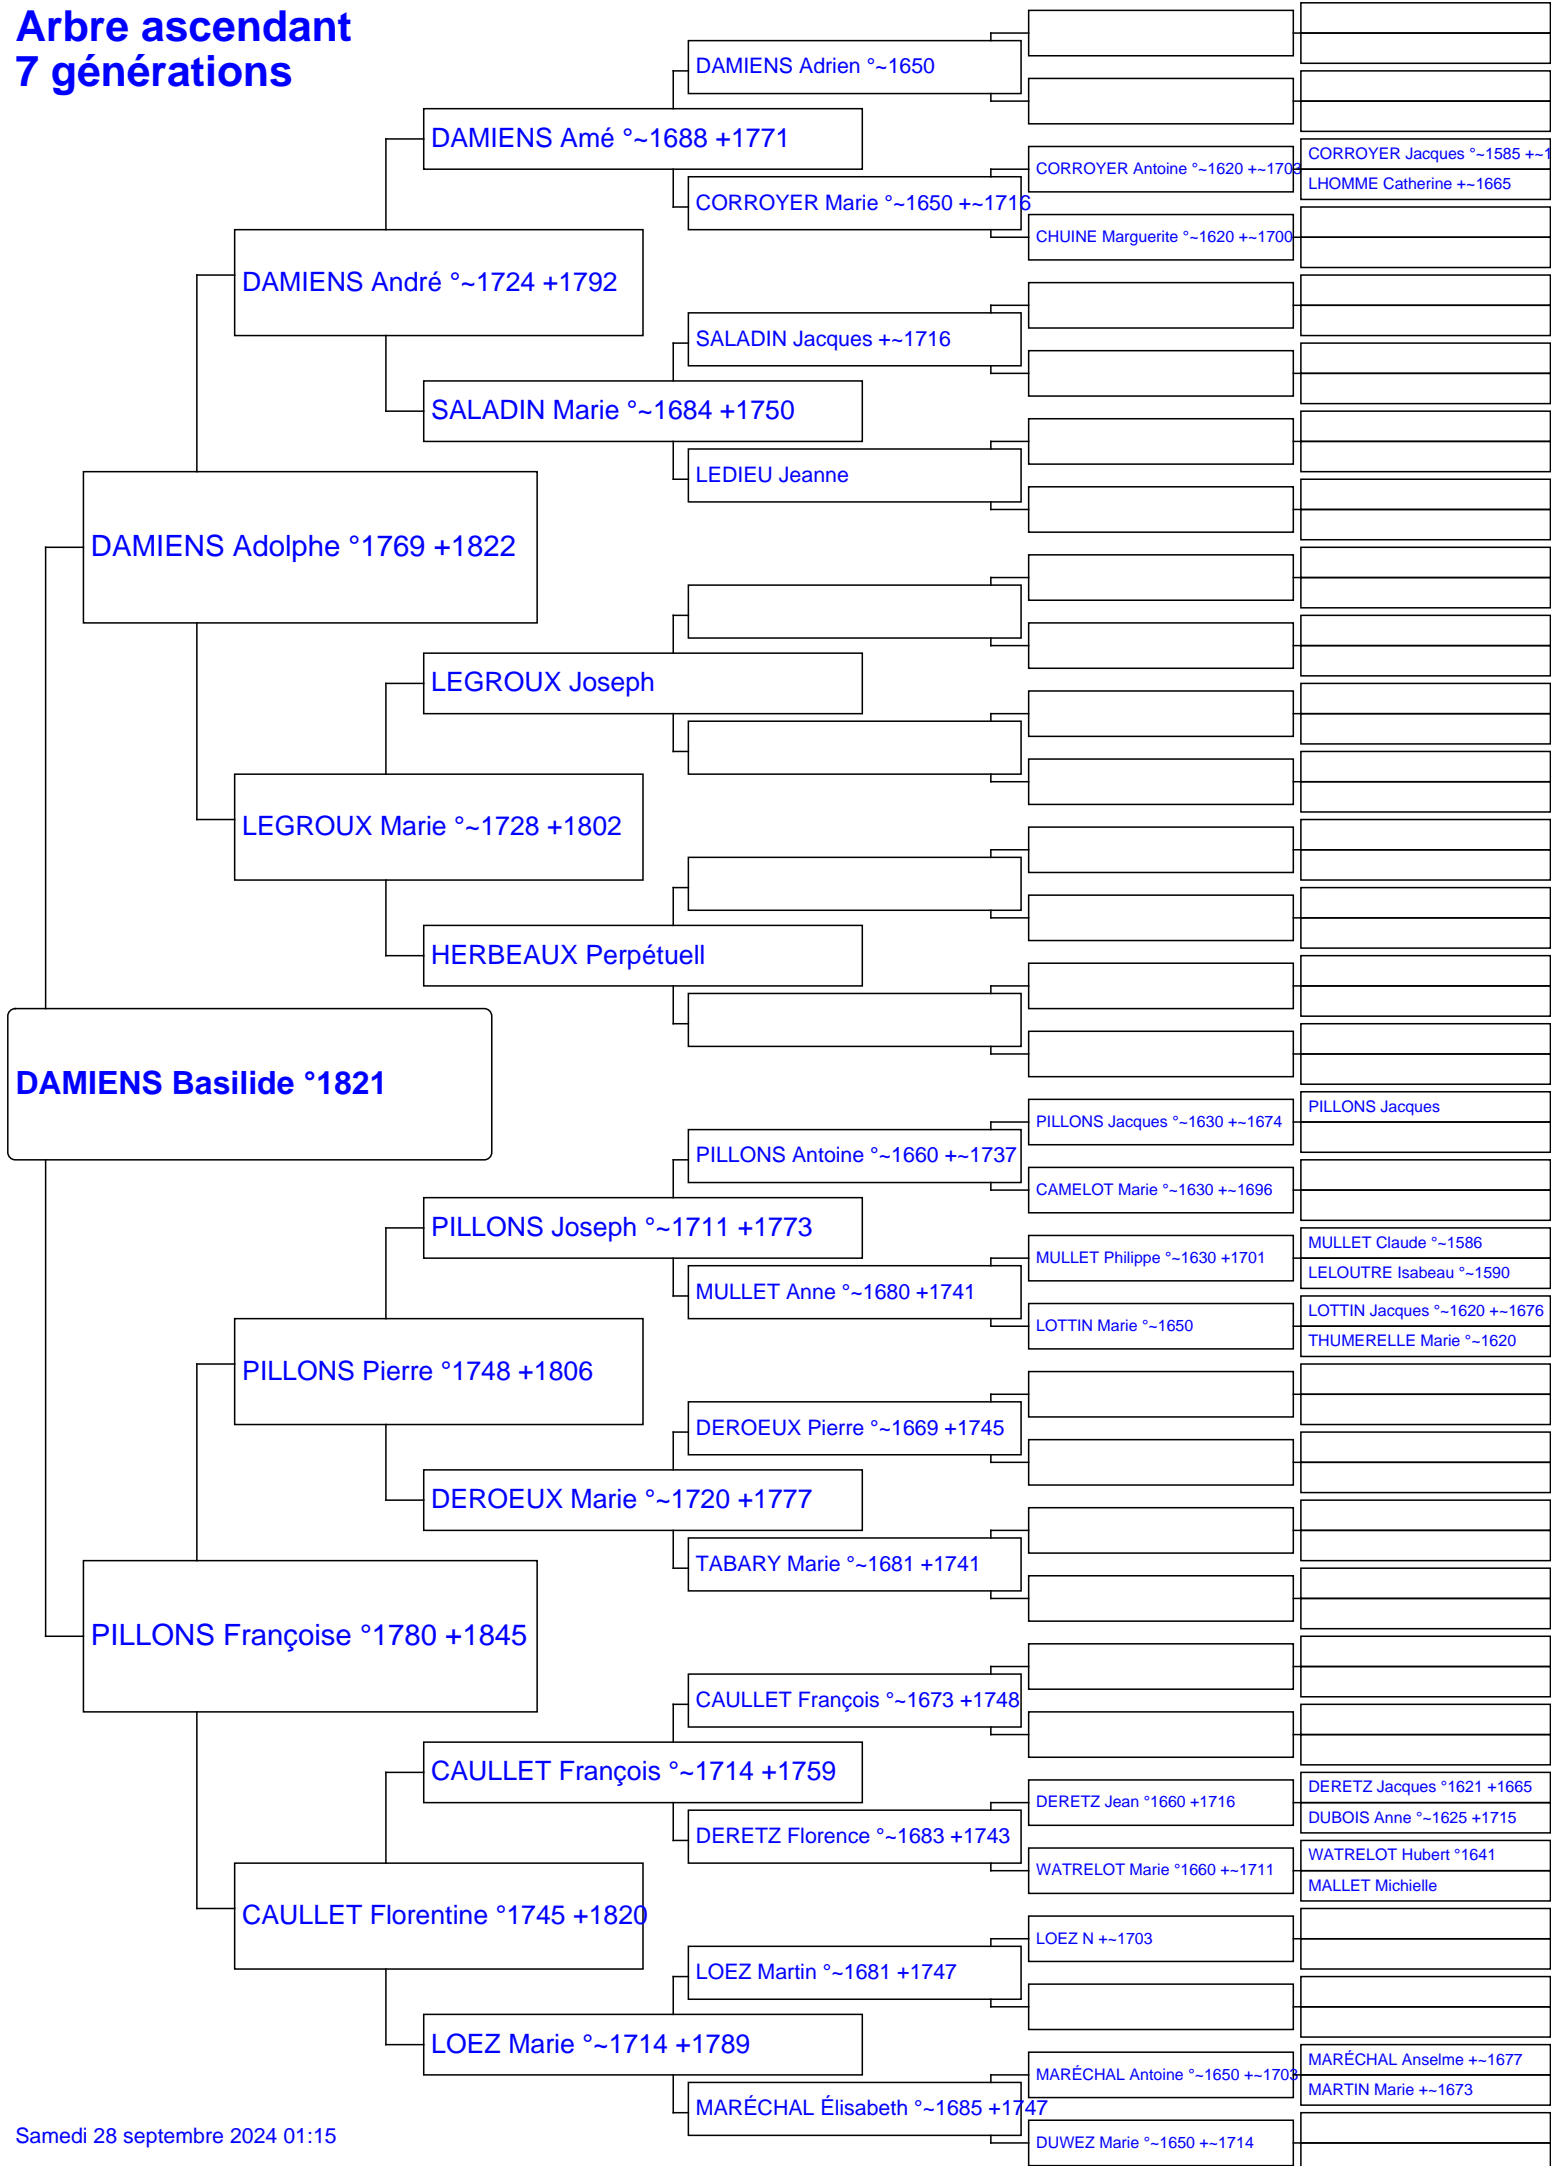 Arbre ascendant
7 générations
DAMIENS Basilide °1821
DAMIENS Adolphe °1769 +1822
PILLONS Françoise °1780 +1845
DAMIENS André °~1724 +1792
LEGROUX Marie °~1728 +1802
PILLONS Pierre °1748 +1806
CAULLET Florentine °1745 +1820
DAMIENS Amé °~1688 +1771
SALADIN Marie °~1684 +1750
LEGROUX Joseph
HERBEAUX Perpétuell
PILLONS Joseph °~1711 +1773
DEROEUX Marie °~1720 +1777
CAULLET François °~1714 +1759
LOEZ Marie °~1714 +1789
DAMIENS Adrien °~1650
CORROYER Marie °~1650 +~1716
SALADIN Jacques +~1716
LEDIEU Jeanne
PILLONS Antoine °~1660 +~1737
MULLET Anne °~1680 +1741
DEROEUX Pierre °~1669 +1745
TABARY Marie °~1681 +1741
CAULLET François °~1673 +1748
DERETZ Florence °~1683 +1743
LOEZ Martin °~1681 +1747
MARÉCHAL Élisabeth °~1685 +1747
CORROYER Antoine °~1620 +~1703
CHUINE Marguerite °~1620 +~1700
PILLONS Jacques °~1630 +~1674
CAMELOT Marie °~1630 +~1696
MULLET Philippe °~1630 +1701
LOTTIN Marie °~1650
DERETZ Jean °1660 +1716
WATRELOT Marie °1660 +~1711
LOEZ N +~1703
MARÉCHAL Antoine °~1650 +~1703
DUWEZ Marie °~1650 +~1714
CORROYER Jacques °~1585 +~1
LHOMME Catherine +~1665
PILLONS Jacques
MULLET Claude °~1586
LELOUTRE Isabeau °~1590
LOTTIN Jacques °~1620 +~1676
THUMERELLE Marie °~1620
DERETZ Jacques °1621 +1665
DUBOIS Anne °~1625 +1715
WATRELOT Hubert °1641
MALLET Michielle
MARÉCHAL Anselme +~1677
MARTIN Marie +~1673
Samedi 28 septembre 2024 01:15